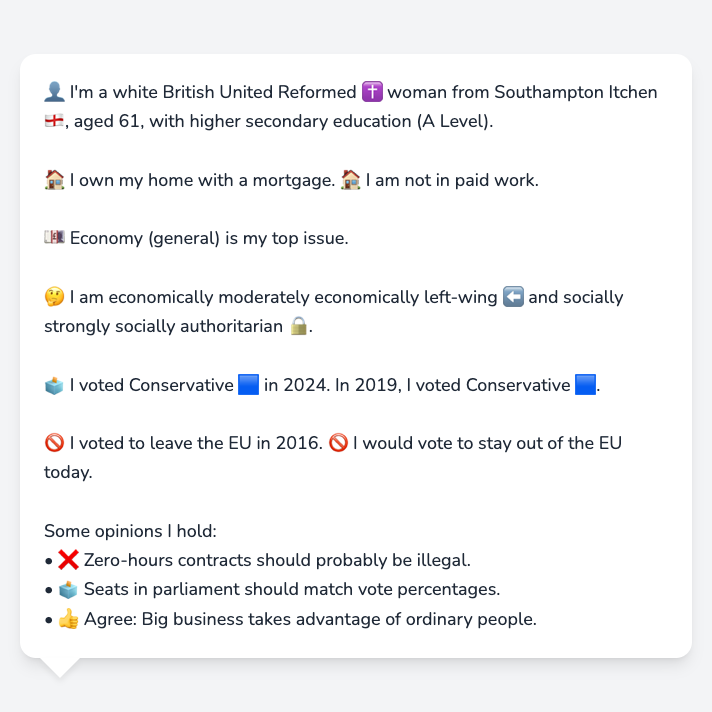 👤 I'm a white British United Reformed ✝️ woman from Southampton Itchen
🏴󠁧󠁢󠁥󠁮󠁧󠁿, aged 61, with higher secondary education (A Level).
🏠 I own my home with a mortgage. 🏠 I am not in paid work.
💷 Economy (general) is my top issue.
🤔 I am economically moderately economically left-wing ⬅️ and socially
strongly socially authoritarian 🔒.
🗳️ I voted Conservative 🟦 in 2024. In 2019, I voted Conservative 🟦.
🚫 I voted to leave the EU in 2016. 🚫 I would vote to stay out of the EU
today.
Some opinions I hold:
• ❌ Zero-hours contracts should probably be illegal.
• 🗳️ Seats in parliament should match vote percentages.
• 👍 Agree: Big business takes advantage of ordinary people.